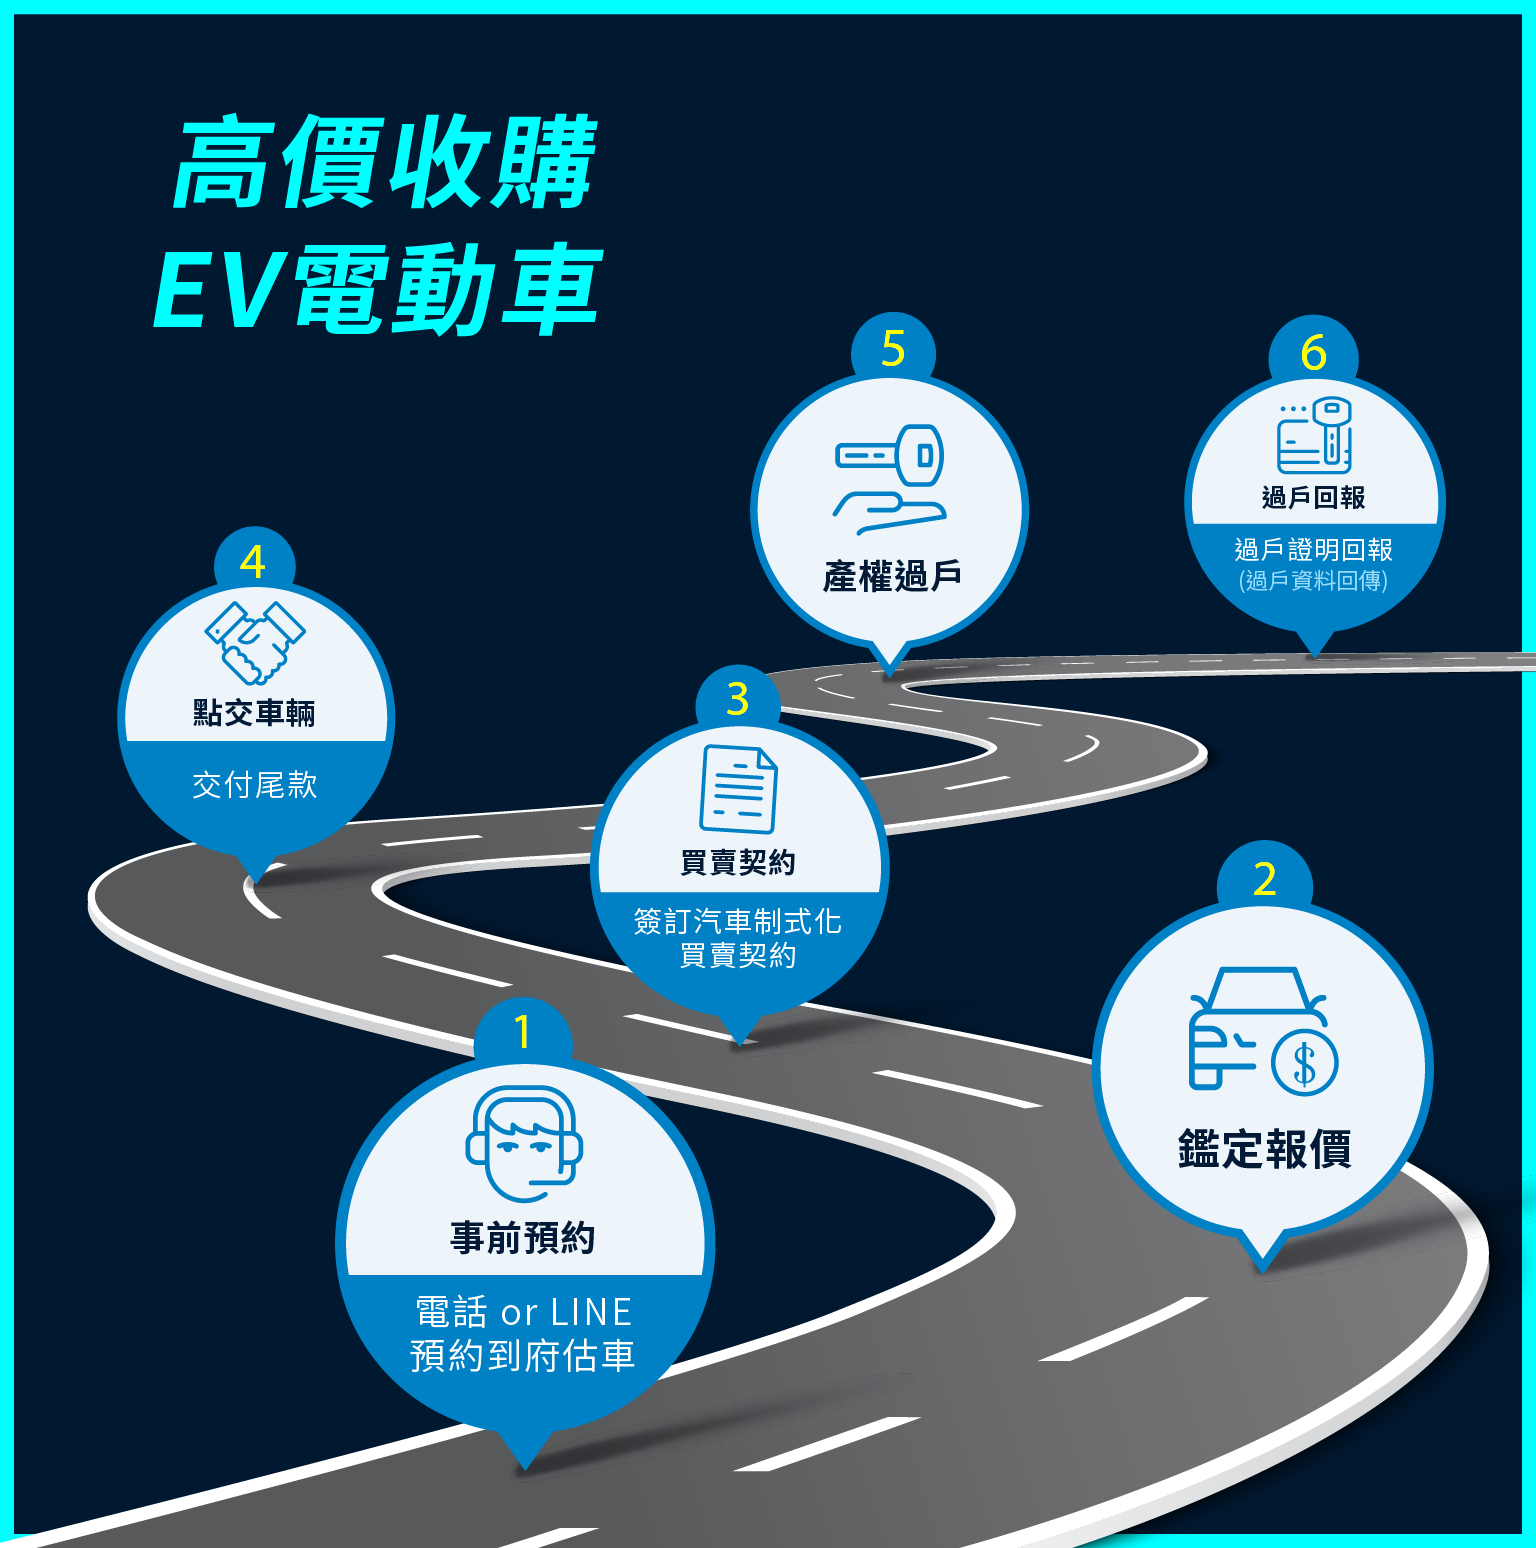 高價收購
EV電動車
1
事前預約
電話 or LINE
預約到府估車
2
鑑定報價
$
3
買賣契約
簽訂汽車制式化
買賣契約
4
點交車輛
交付尾款
5
產權過戶
6
過戶回報
過戶證明回報
(過戶資料回傳)